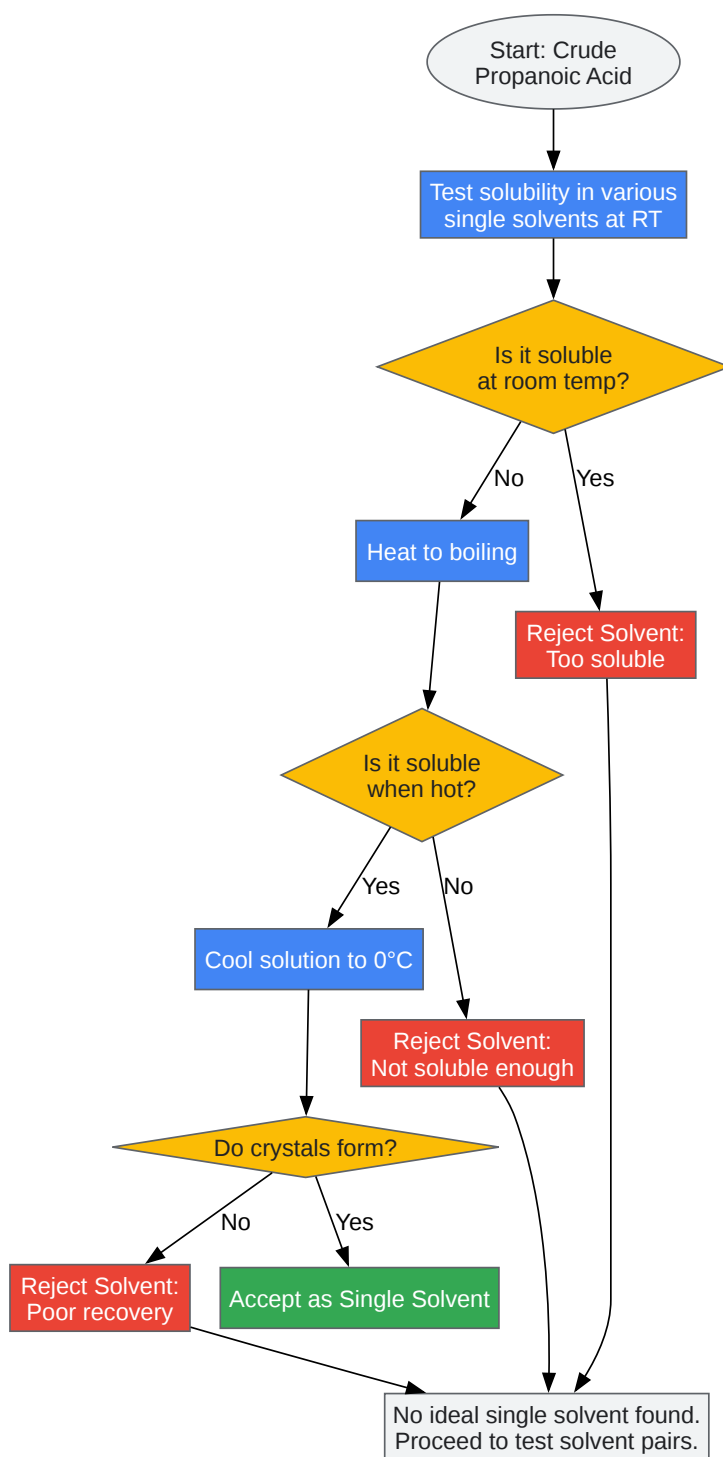 Start: Crude
Propanoic Acid
Test solubility in various
single solvents at RT
Is it soluble
at room temp?
No
Yes
Heat to boiling
Reject Solvent:
Too soluble
Is it soluble
when hot?
Yes
No
Cool solution to 0°C
Reject Solvent:
Not soluble enough
Do crystals form?
No
Yes
Reject Solvent:
Poor recovery
Accept as Single Solvent
No ideal single solvent found.
Proceed to test solvent pairs.